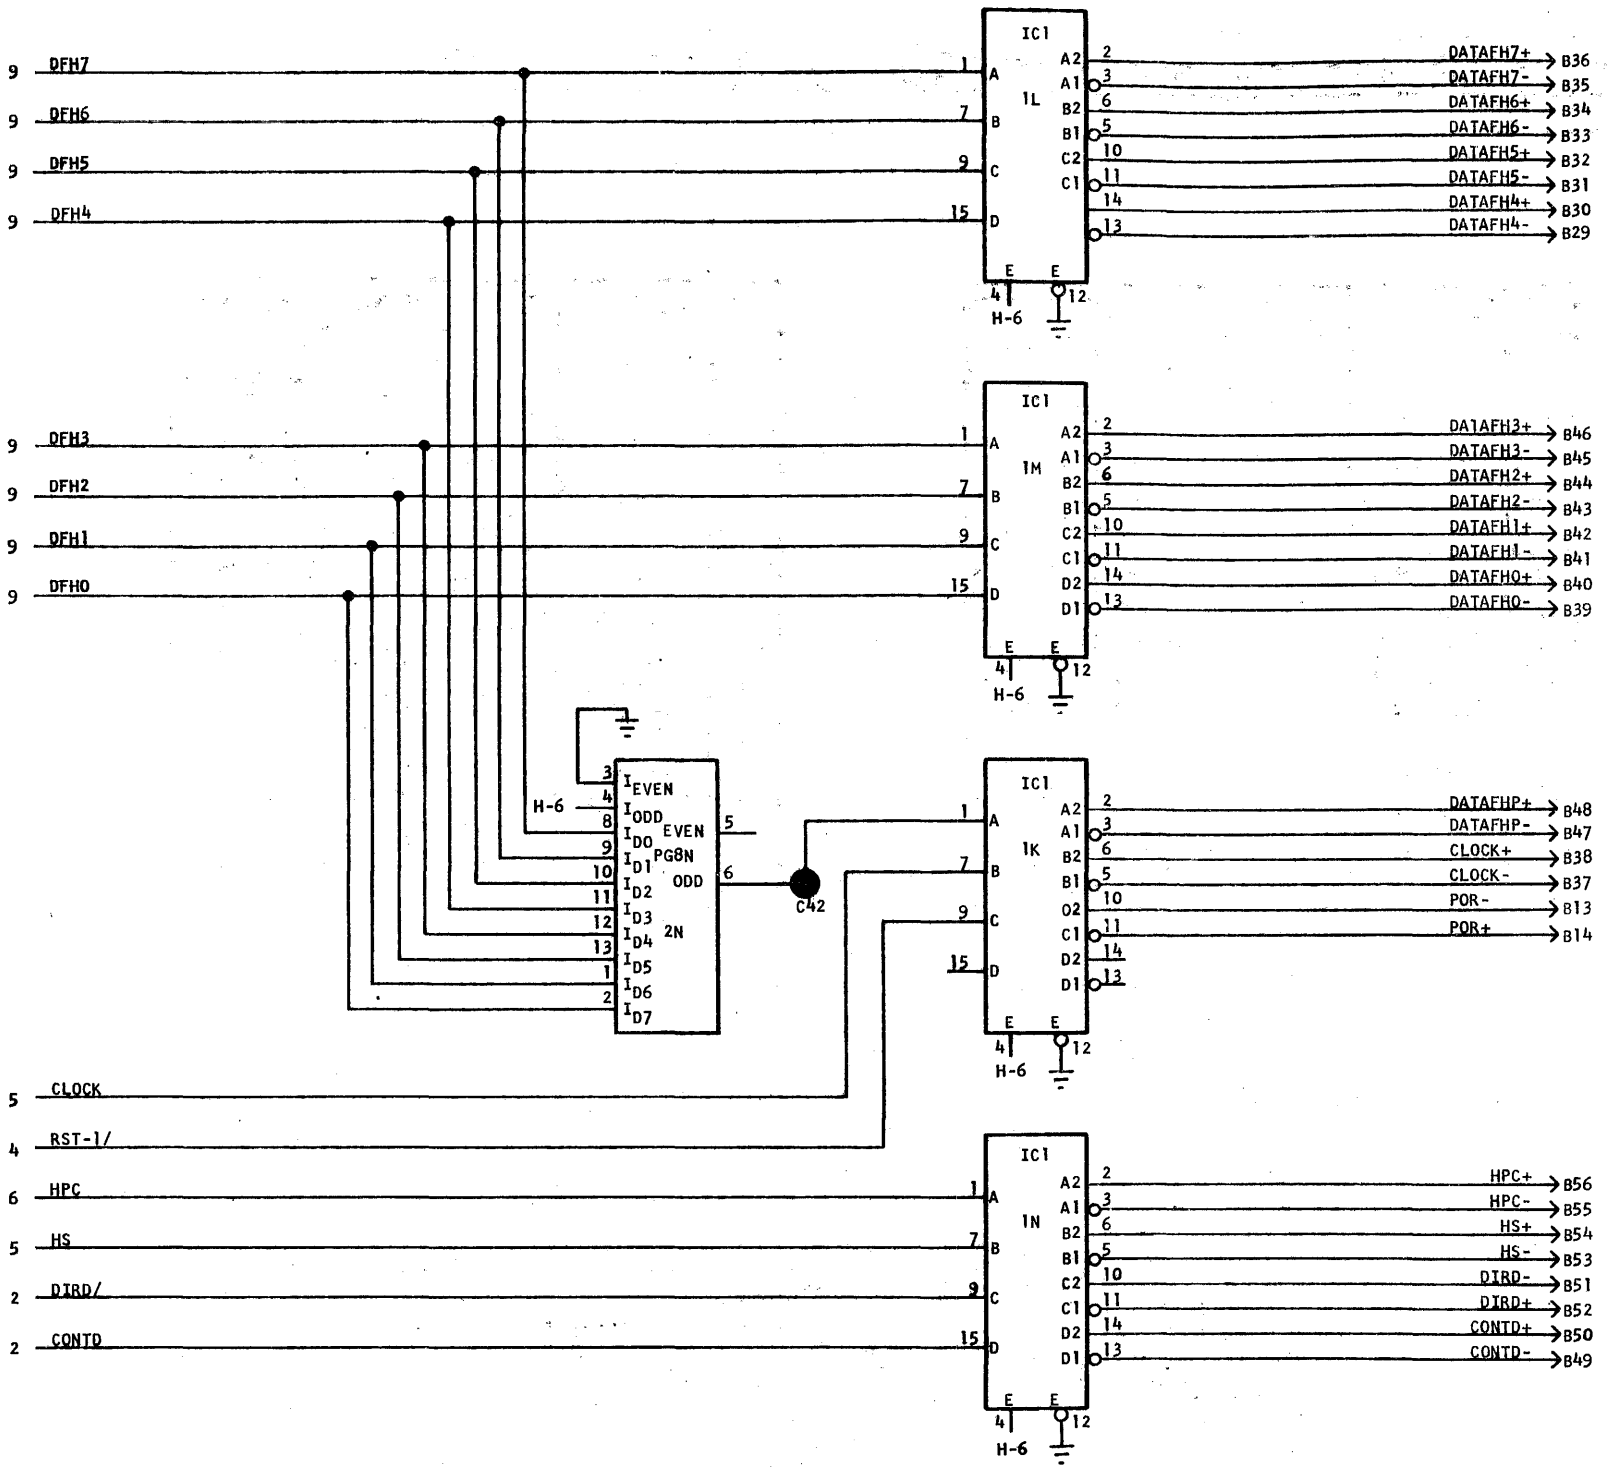 IC1
9 DFH7 1 A 1L A2 2 DATAFH7+ B36
A1 3 DATAFH7- B35
9 DFH6 7 B B2 6 DATAFH6+ B34
B1 5 DATAFH6- B33
9 DFH5 9 C C2 10 DATAFH5+ B32
C1 11 DATAFH5- B31
9 DFH4 15 D 14 DATAFH4+ B30
13 DATAFH4- B29
E E
4 12
H-6
IC1
9 DFH3 1 A 1M A2 2 DA1AFH3+ B46
A1 3 DATAFH3- B45
9 DFH2 7 B B2 6 DATAFH2+ B44
B1 5 DATAFH2- B43
9 DFH1 9 C C2 10 DATAFH1+ B42
C1 11 DATAFH1- B41
9 DFH0 15 D D2 14 DATAFH0+ B40
D1 13 DATAFH0- B39
E E
4 12
H-6
3 IEVEN
H-6 4 IODD
8 ID0 EVEN 5
9 ID1 PG8N
10 ID2 ODD 6
C42
11 ID3
12 ID4 2N
13 ID5
1 ID6
2 ID7
IC1
1 A 1K A2 2 DATAFHP+ B48
A1 3 DATAFHP- B47
7 B B2 6 CLOCK+ B38
B1 5 CLOCK- B37
9 C O2 10 POR- B13
C1 11 POR+ B14
15 D D2 14
D1 13
E E
4 12
H-6
5 CLOCK
4 RST-1/
IC1
6 HPC 1 A 1N A2 2 HPC+ B56
A1 3 HPC- B55
5 HS 7 B B2 6 HS+ B54
B1 5 HS- B53
2 DIRD/ 9 C C2 10 DIRD- B51
C1 11 DIRD+ B52
2 CONTD 15 D D2 14 CONTD+ B50
D1 13 CONTD- B49
E E
4 12
H-6